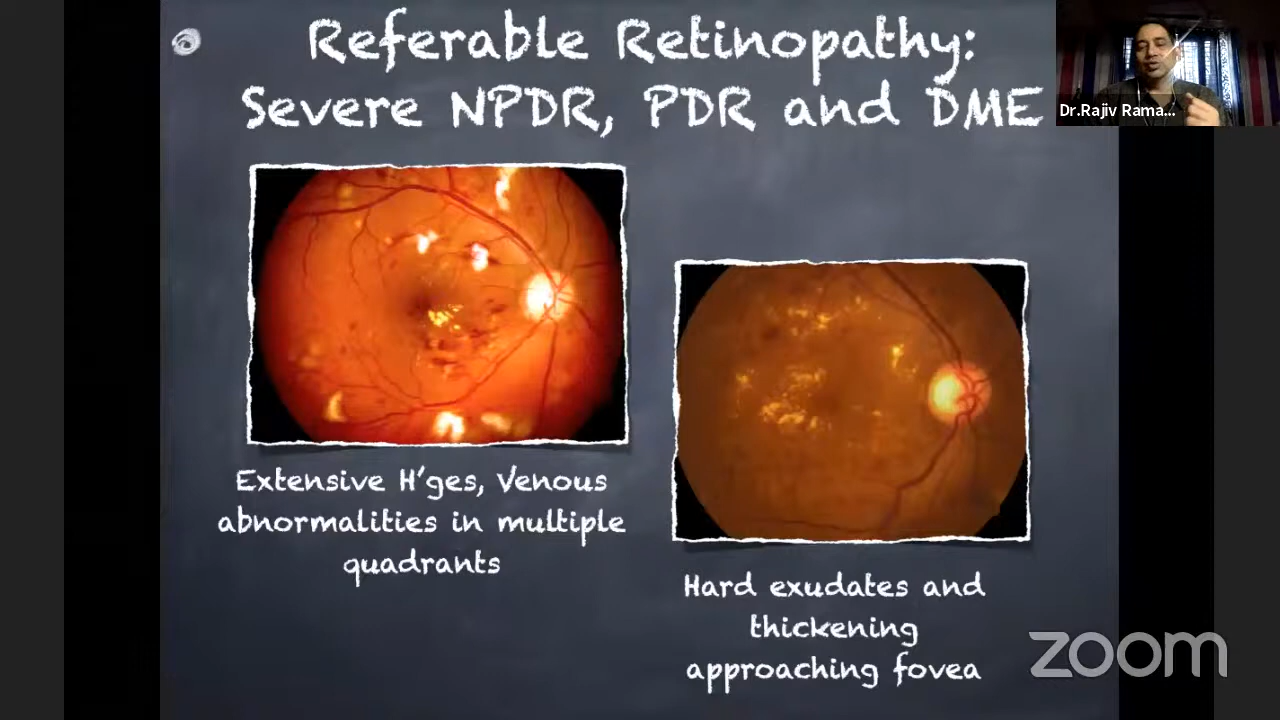 Referable Retinopathy:
Severe NPDR, PDR and DME
Dr.Rajiv Rama...
Extensive H'ges, Venous
abnormalities in multiple
quadrants
Hard exudates and
thickening
approaching fovea
zoom